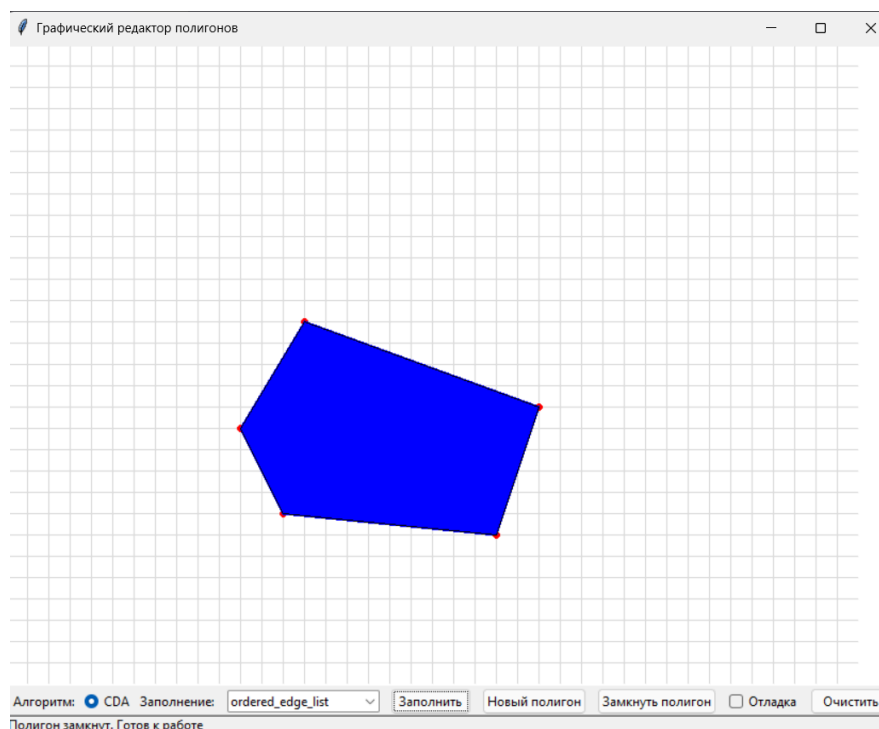 Графический редактор полигонов
Алгоритм: CDA Заполнение: ordered_edge_list Заполнить Новый полигон Замкнуть полигон Отладка Очистить
Полигон замкнут. Готов к работе